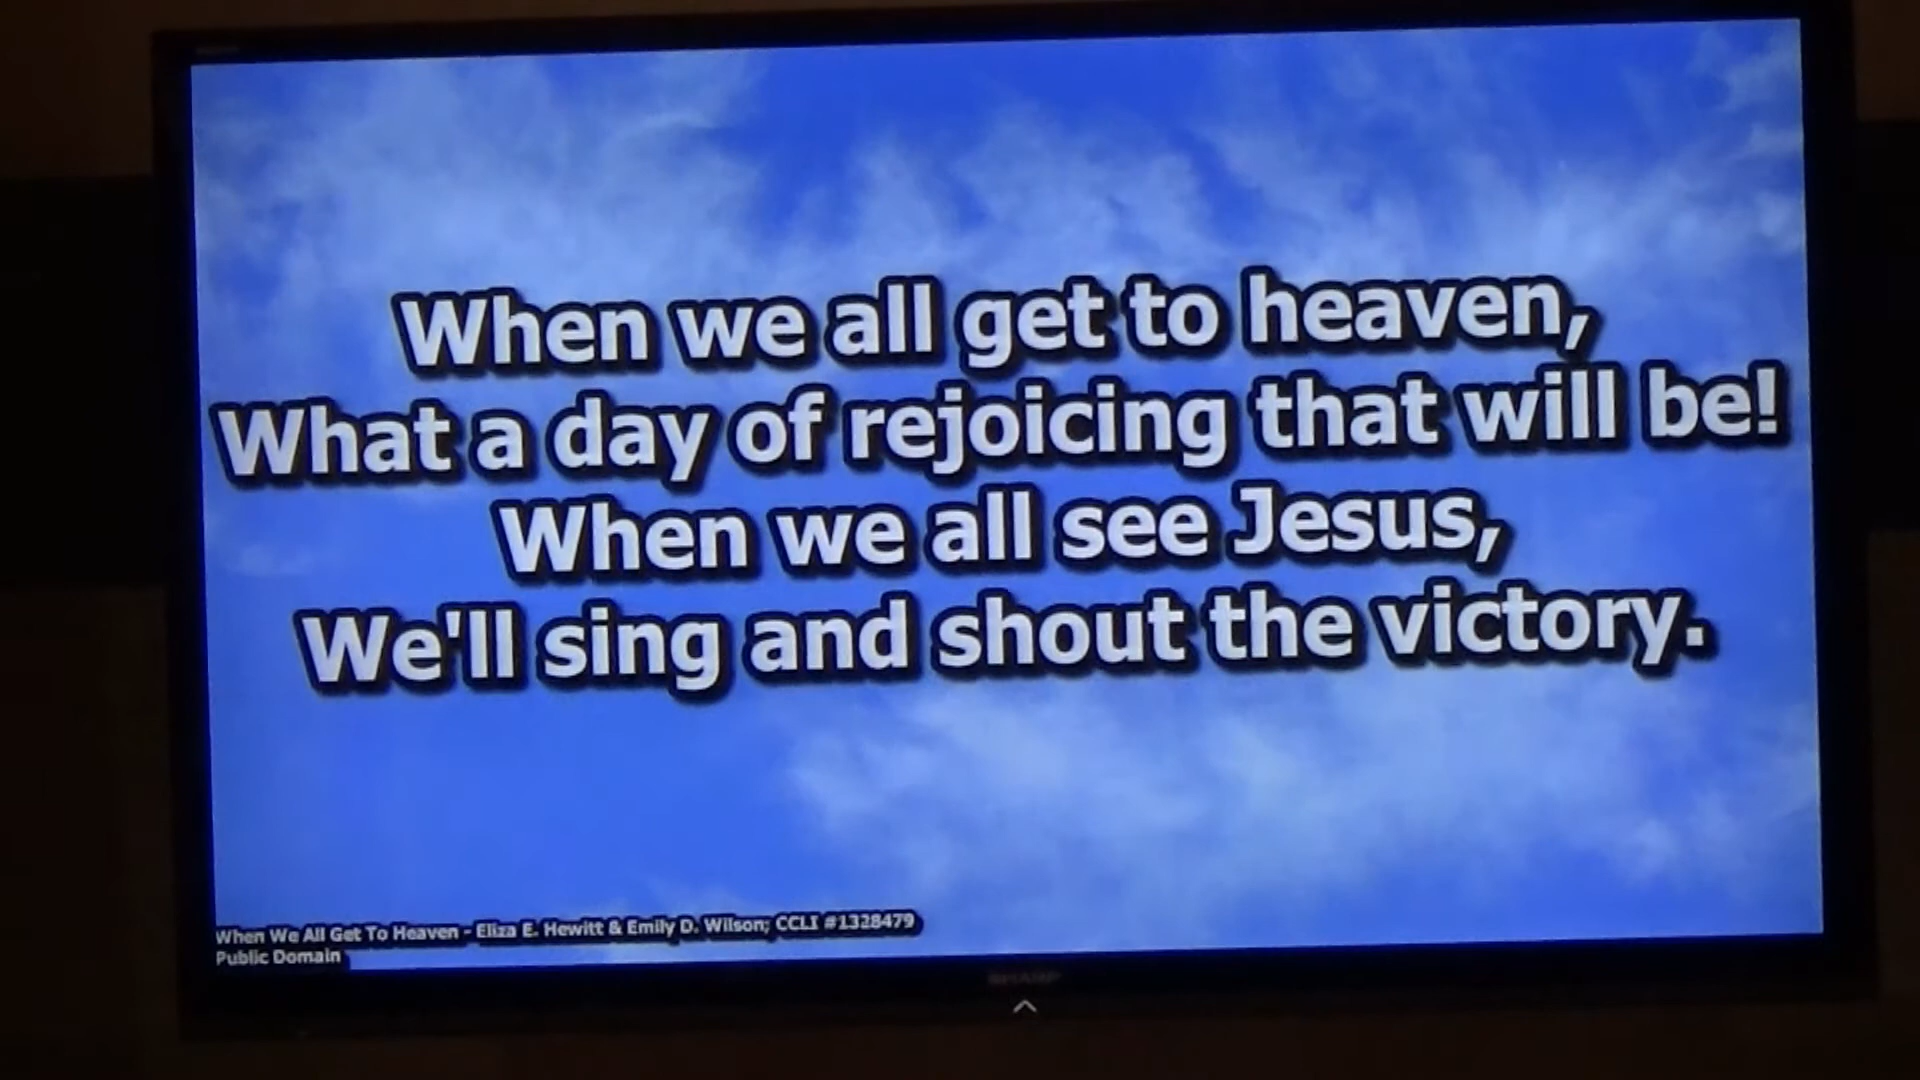 When we all get to heaven,
What a day of rejoicing that will be!
When we all see Jesus,
We'll sing and shout the victory.
When We All Get To Heaven - Eliza E. Hewitt & Emily D. Wilson; CCLI #1328479
Public Domain
SHARP